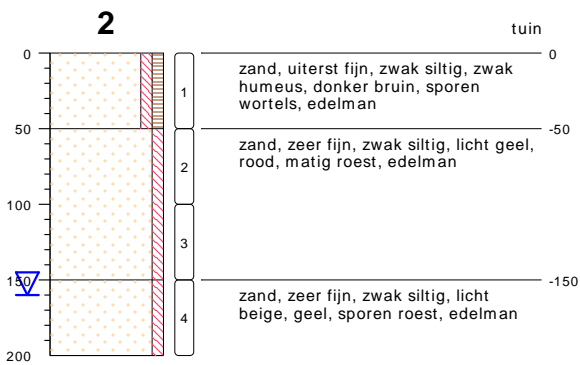 2
tuin
0
0
zand, uiterst fijn, zwak siltig, zwak
humeus, donker bruin, sporen
wortels, edelman
1
50
-50
zand, zeer fijn, zwak siltig, licht geel,
rood, matig roest, edelman
2
100
3
150
-150
zand, zeer fijn, zwak siltig, licht
beige, geel, sporen roest, edelman
4
200